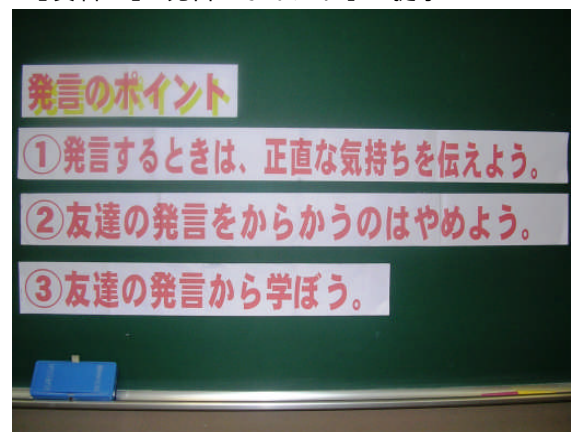 発言のポイント
①発言するときは、正直な気持ちを伝えよう。
②友達の発言をからかうのはやめよう。
③友達の発言から学ぼう。